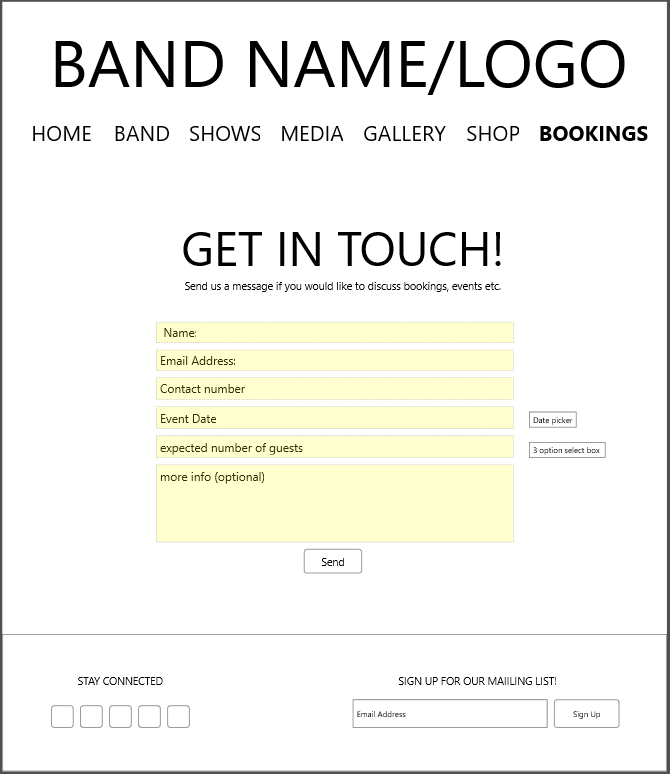 BAND NAME/LOGO
HOME BAND SHOWS MEDIA GALLERY SHOP BOOKINGS
GET IN TOUCH!
Send us a message if you would like to discuss bookings, events etc.
Name:
Email Address:
Contact number
Event Date
Date picker
expected number of guests
3 option select box
more info (optional)
Send
STAY CONNECTED
SIGN UP FOR OUR MAILING LIST!
Email Address
Sign Up